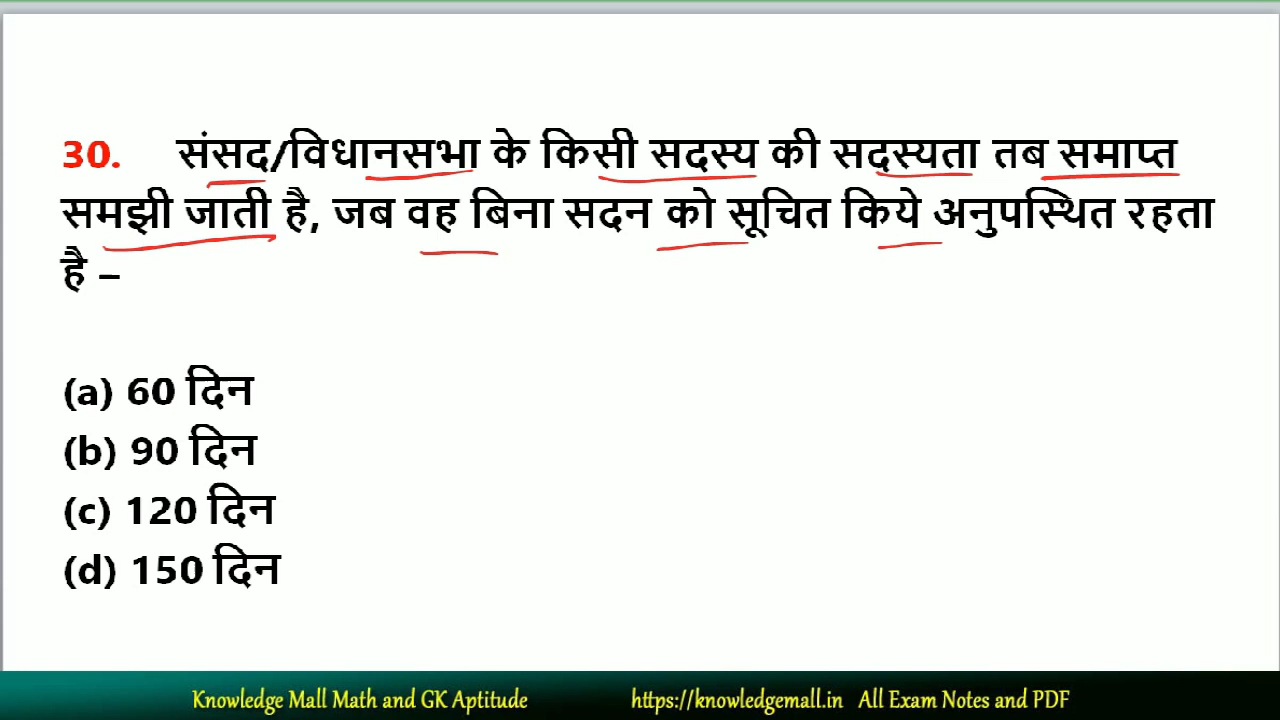 30. संसद/विधानसभा के किसी सदस्य की सदस्यता तब समाप्त
समझी जाती है, जब वह बिना सदन को सूचित किये अनुपस्थित रहता
है –
(a) 60 दिन
(b) 90 दिन
(c) 120 दिन
(d) 150 दिन
Knowledge Mall Math and GK Aptitude https://knowledgemall.in All Exam Notes and PDF